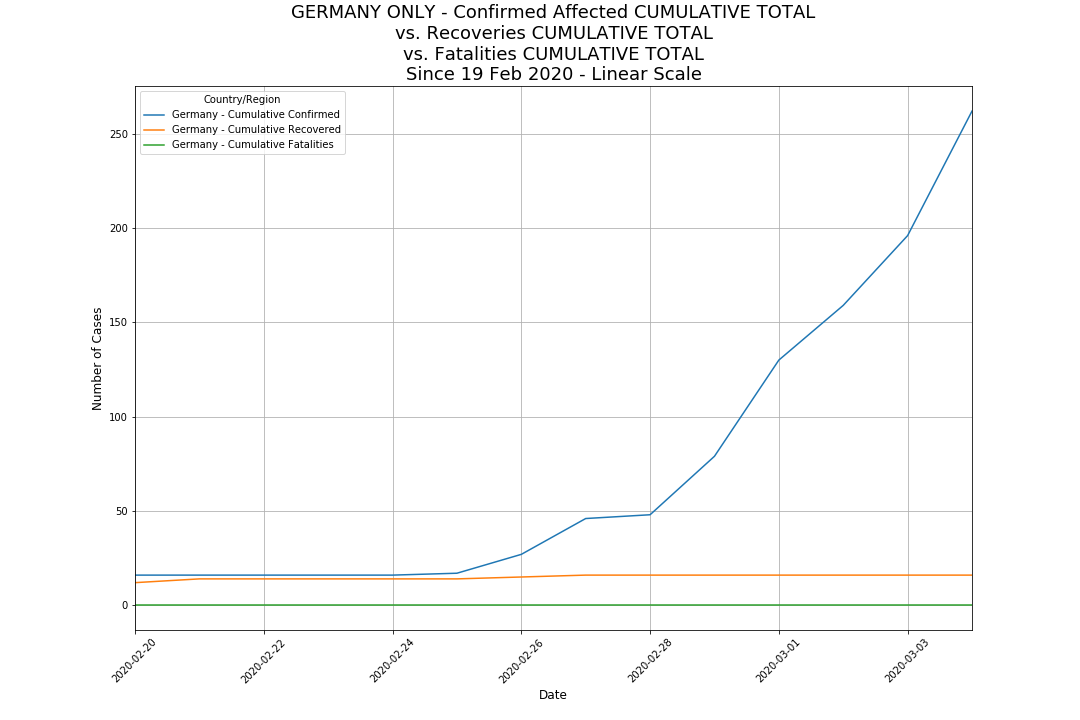 GERMANY ONLY - Confirmed Affected CUMULATIVE TOTAL
vs. Recoveries CUMULATIVE TOTAL
vs. Fatalities CUMULATIVE TOTAL
Since 19 Feb 2020 - Linear Scale
Country/Region
Germany - Cumulative Confirmed
Germany - Cumulative Recovered
Germany - Cumulative Fatalities
Number of Cases
250
200
150
100
50
0
2020-02-20
2020-02-22
2020-02-24
2020-02-26
2020-02-28
2020-03-01
2020-03-03
Date